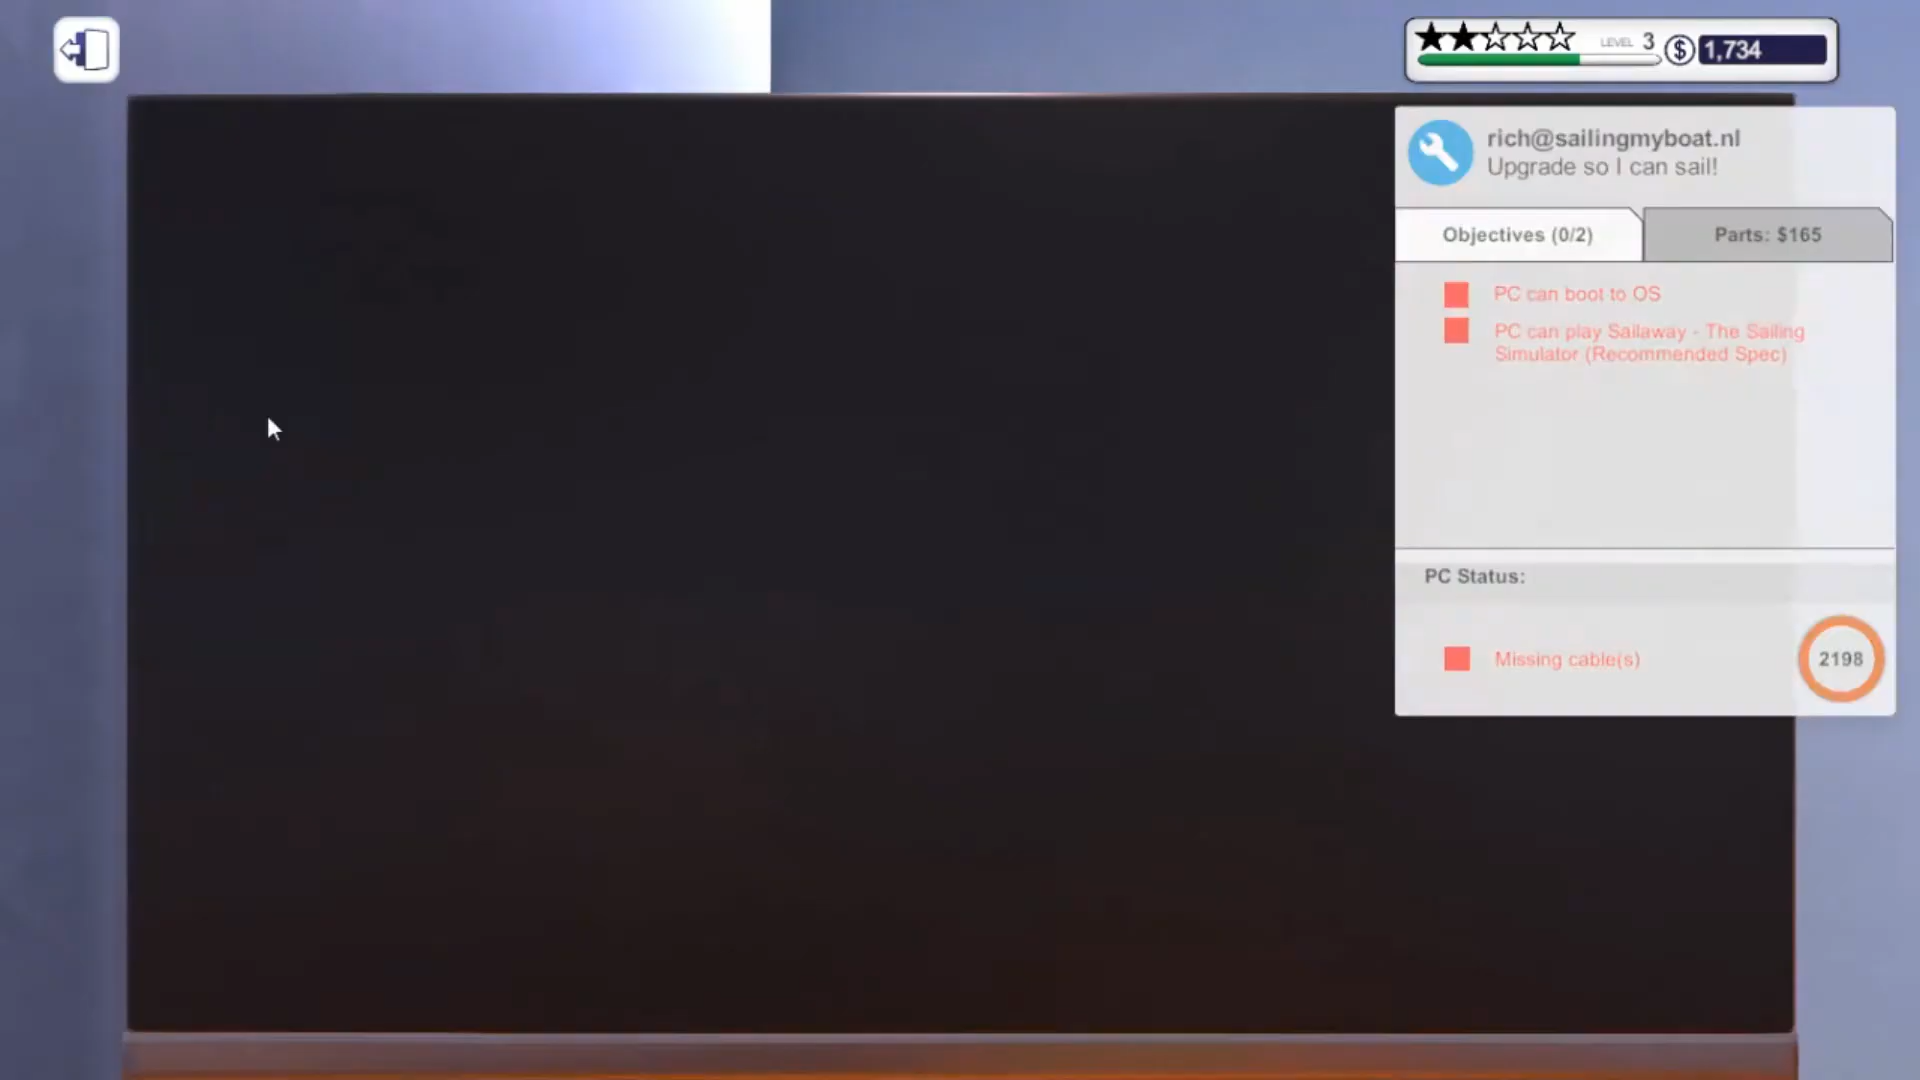 LEVEL 3
$ 1,734
rich@sailingmyboat.nl
Upgrade so I can sail!
Objectives (0/2)
Parts: $165
PC can boot to OS
PC can play Sailaway - The Sailing
Simulator (Recommended Spec)
PC Status:
Missing cable(s)
2198